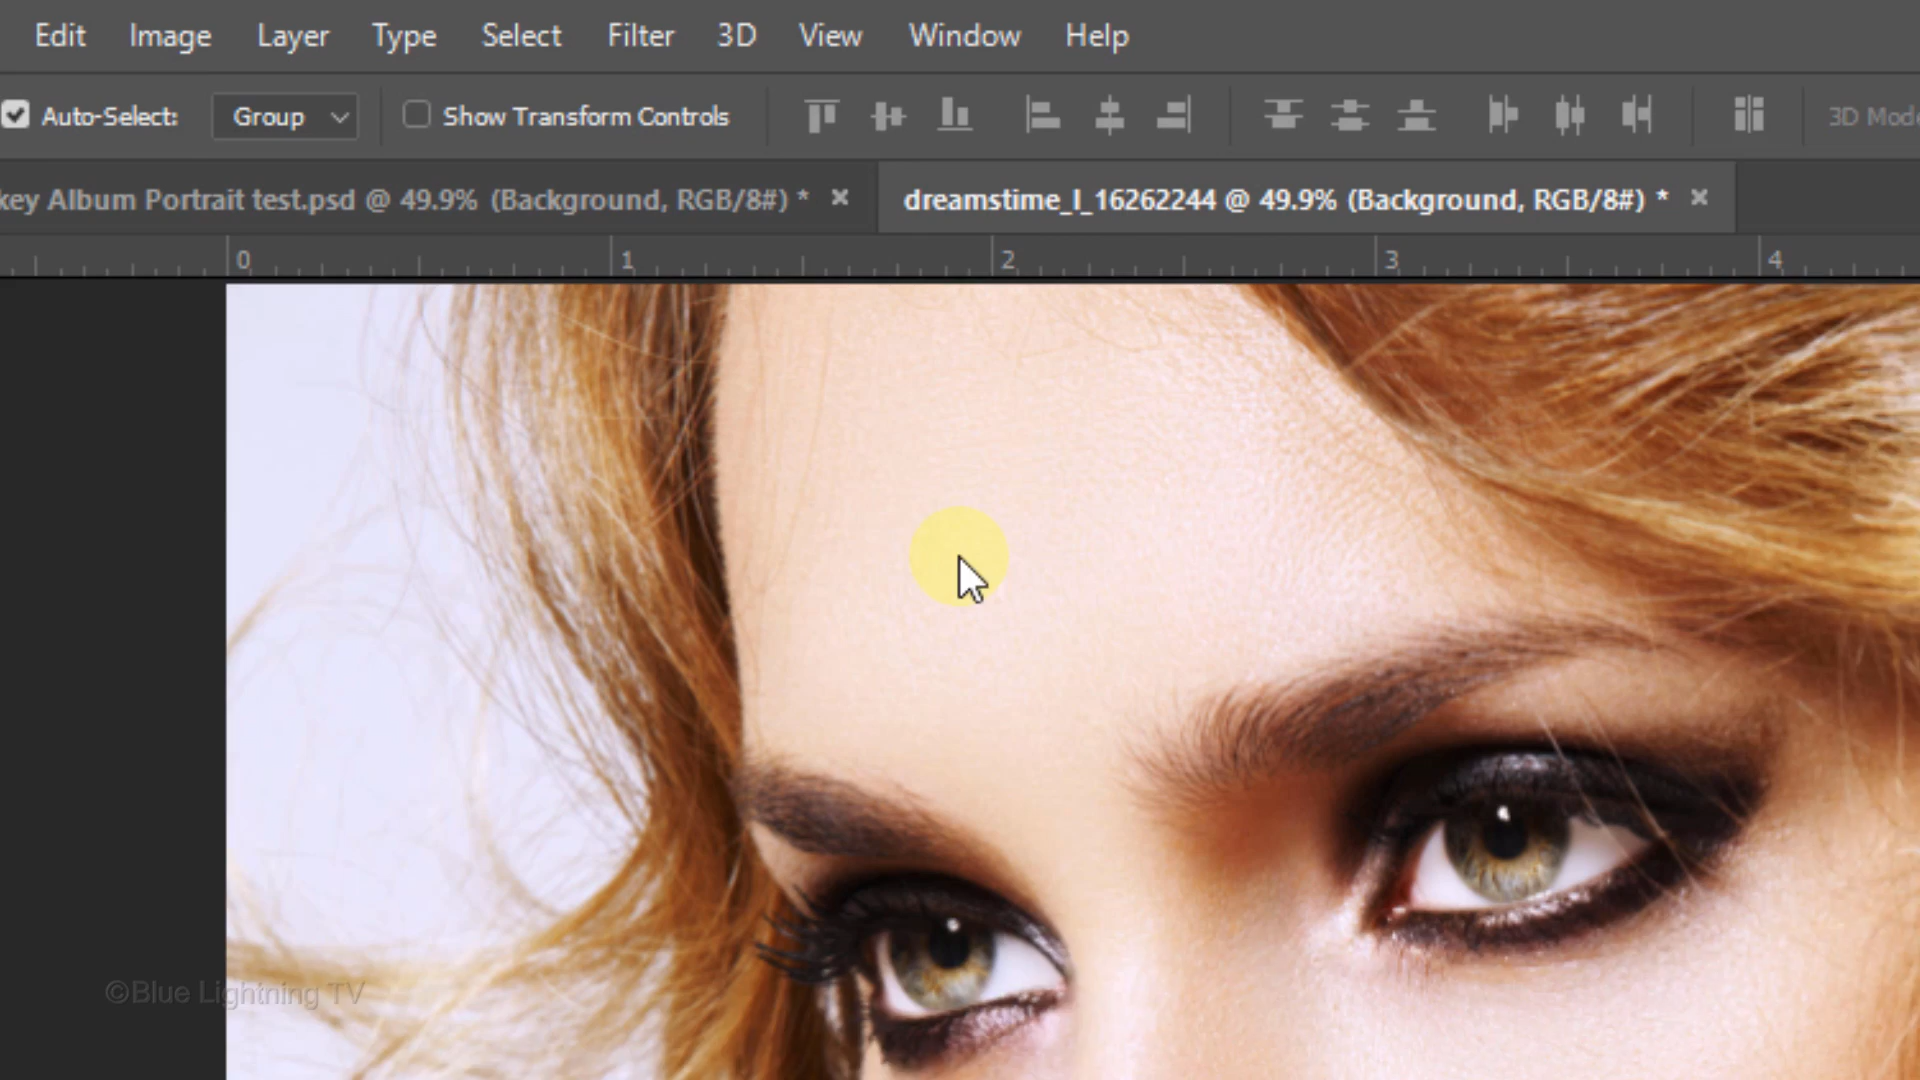 Edit Image Layer Type Select Filter 3D View Window Help
Auto-Select: Group Show Transform Controls 3D
key Album Portrait test.psd @ 49.9% (Background, RGB/8#) * × dreamstime_l_16262244 @ 49.9% (Background, RGB/8#) * ×
0 1 2 3 4
©Blue Lightning TV